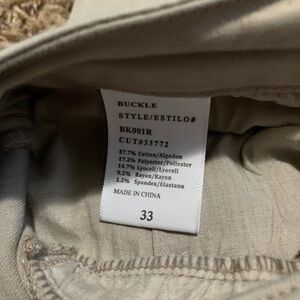 BUCKLE
STYLE/ESTILO#
BK001R
CUT#33772
57.7% Cotton/Algodon
17.2% Polyester/Poliester
14.7% Lyocell/Lyocell
9.2% Rayon/Rayon
1.2% Spandex/Elastano
MADE IN CHINA
33